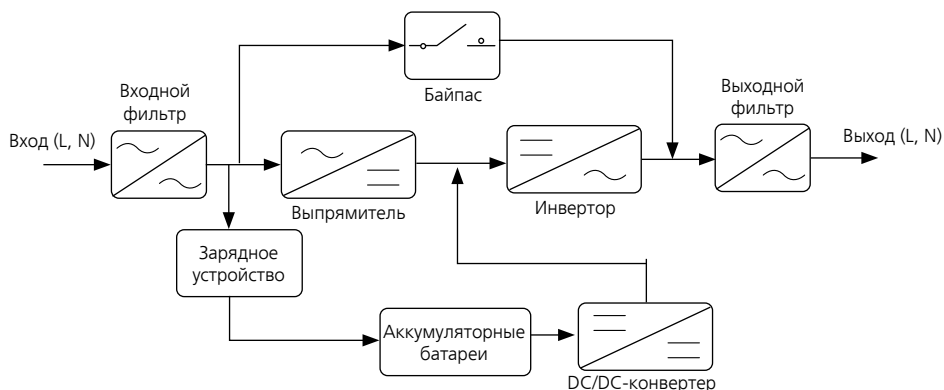 Байпас
Входной
фильтр
Выходной
фильтр
Вход (L, N)
Выход (L, N)
Выпрямитель
Инвертор
Зарядное
устройство
Аккумуляторные
батареи
DC/DC-конвертер